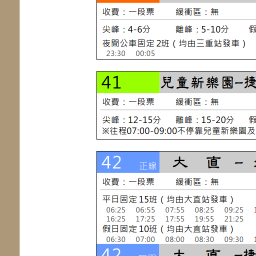 收費：一段票 緩衝區：無
尖峰：4-6分 離峰：5-10分
夜間公車固定2班（均由三重站發車）
23:30 00:05
41 兒童新樂園-捷
收費：一段票 緩衝區：無
尖峰：12-15分 離峰：15-20分 假
※往程07:00-09:00不停靠兒童新樂園及
42 正線 大 直 -
收費：一段票 緩衝區：無
平日固定15班（均由大直站發車）
06:25 06:55 07:55 08:25 09:25
16:25 17:25 17:55 19:55 21:25
假日固定10班（均由大直站發車）
06:30 07:00 08:00 08:30 09:30
42